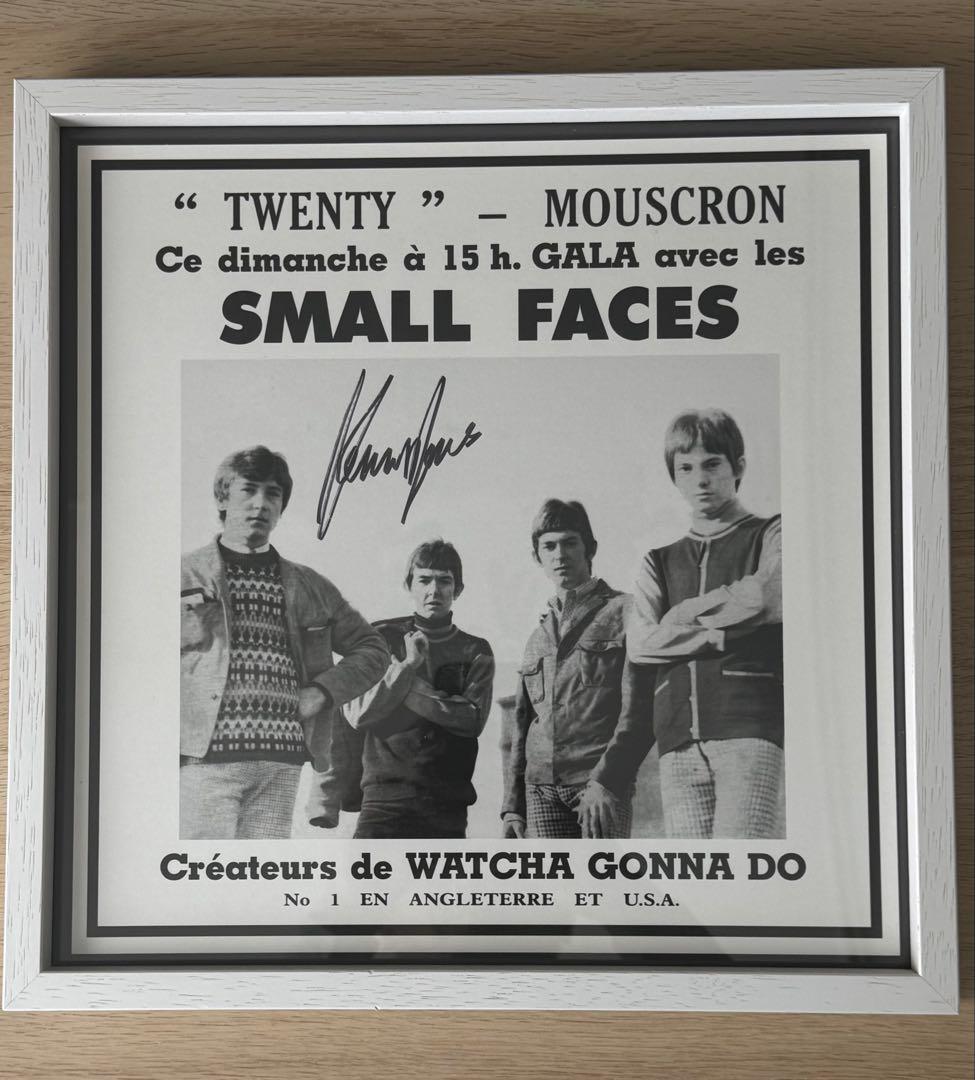 “ TWENTY ” – MOUSCRON
Ce dimanche à 15 h. GALA avec les
SMALL FACES
Créateurs de WATCHA GONNA DO
No 1 EN ANGLETERRE ET U.S.A.